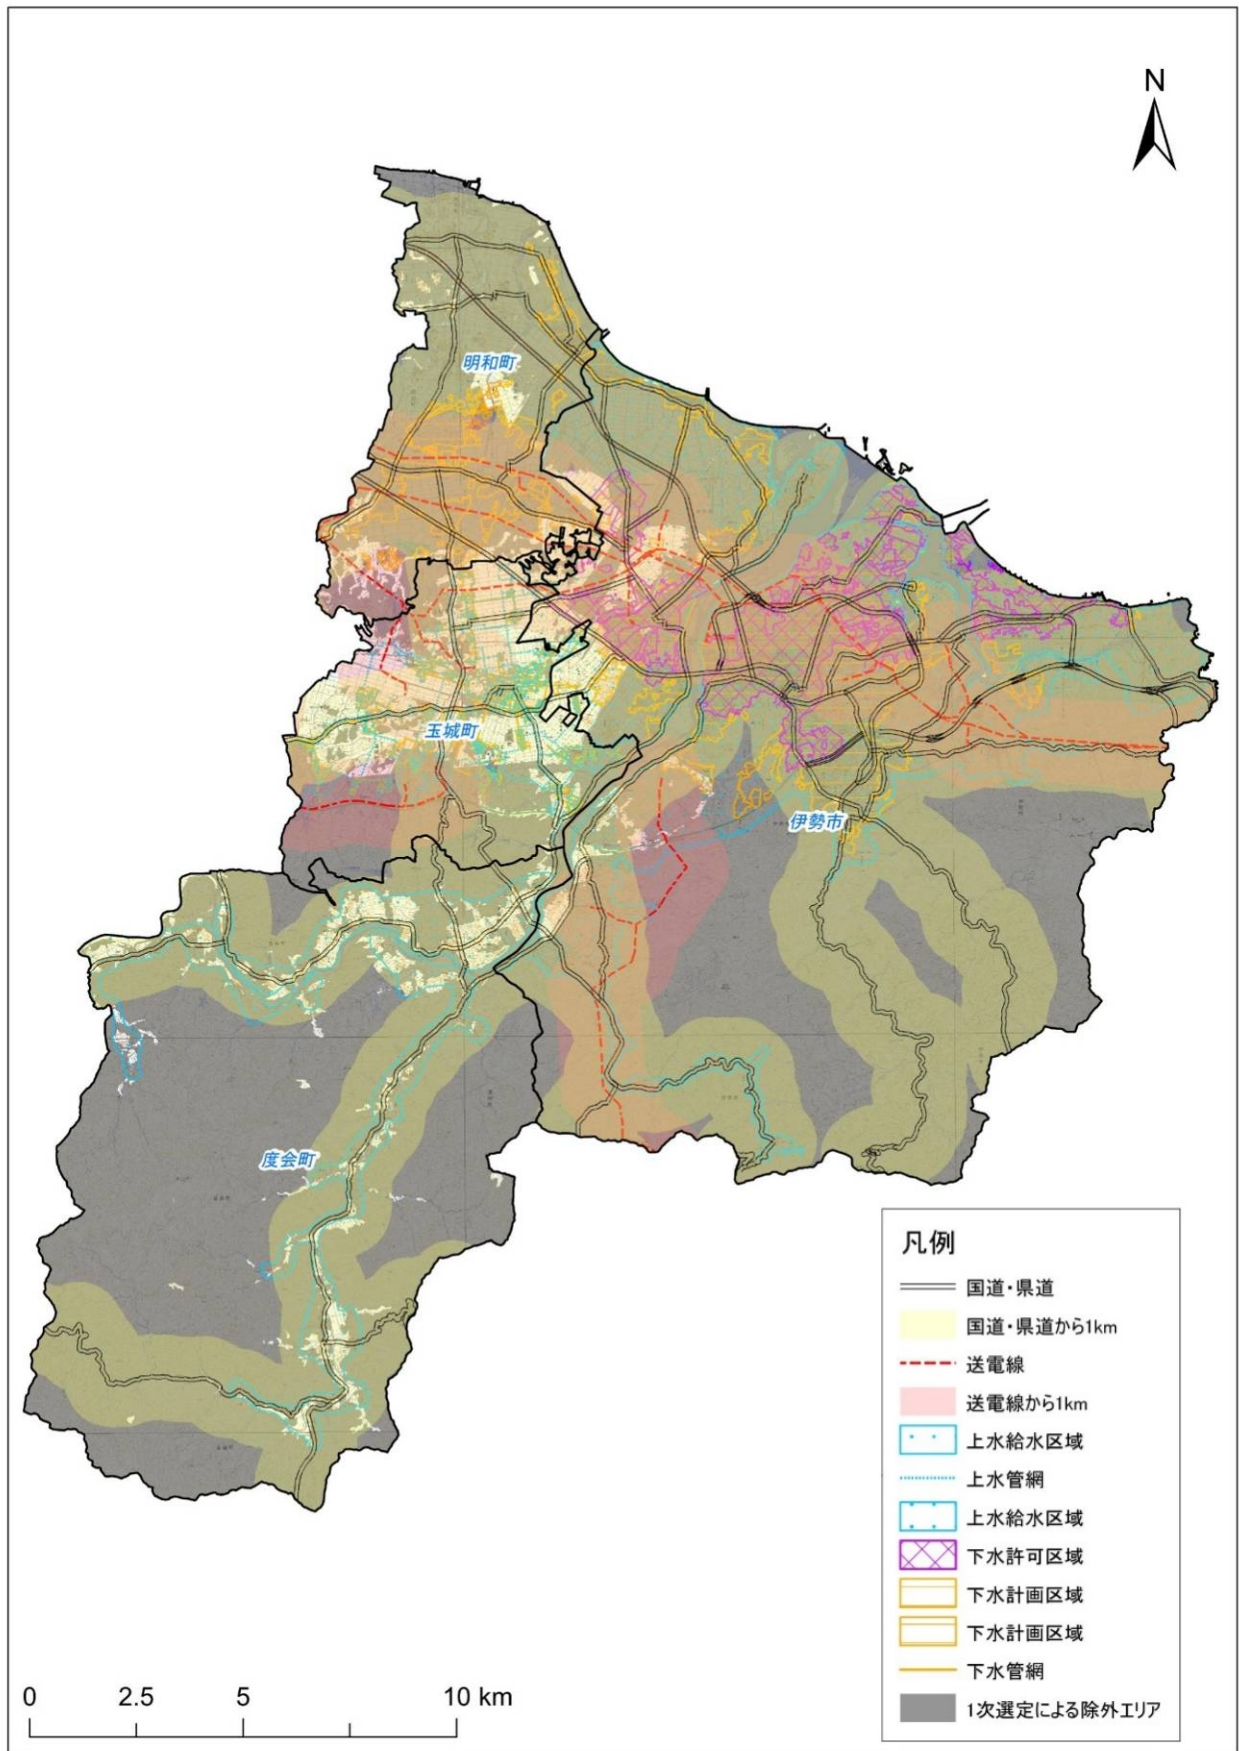 N
明和町
玉城町
伊勢市
度会町
凡例
国道・県道
国道・県道から1km
送電線
送電線から1km
上水給水区域
上水管網
上水給水区域
下水許可区域
下水計画区域
下水計画区域
下水管網
1次選定による除外エリア
0 2.5 5 10 km